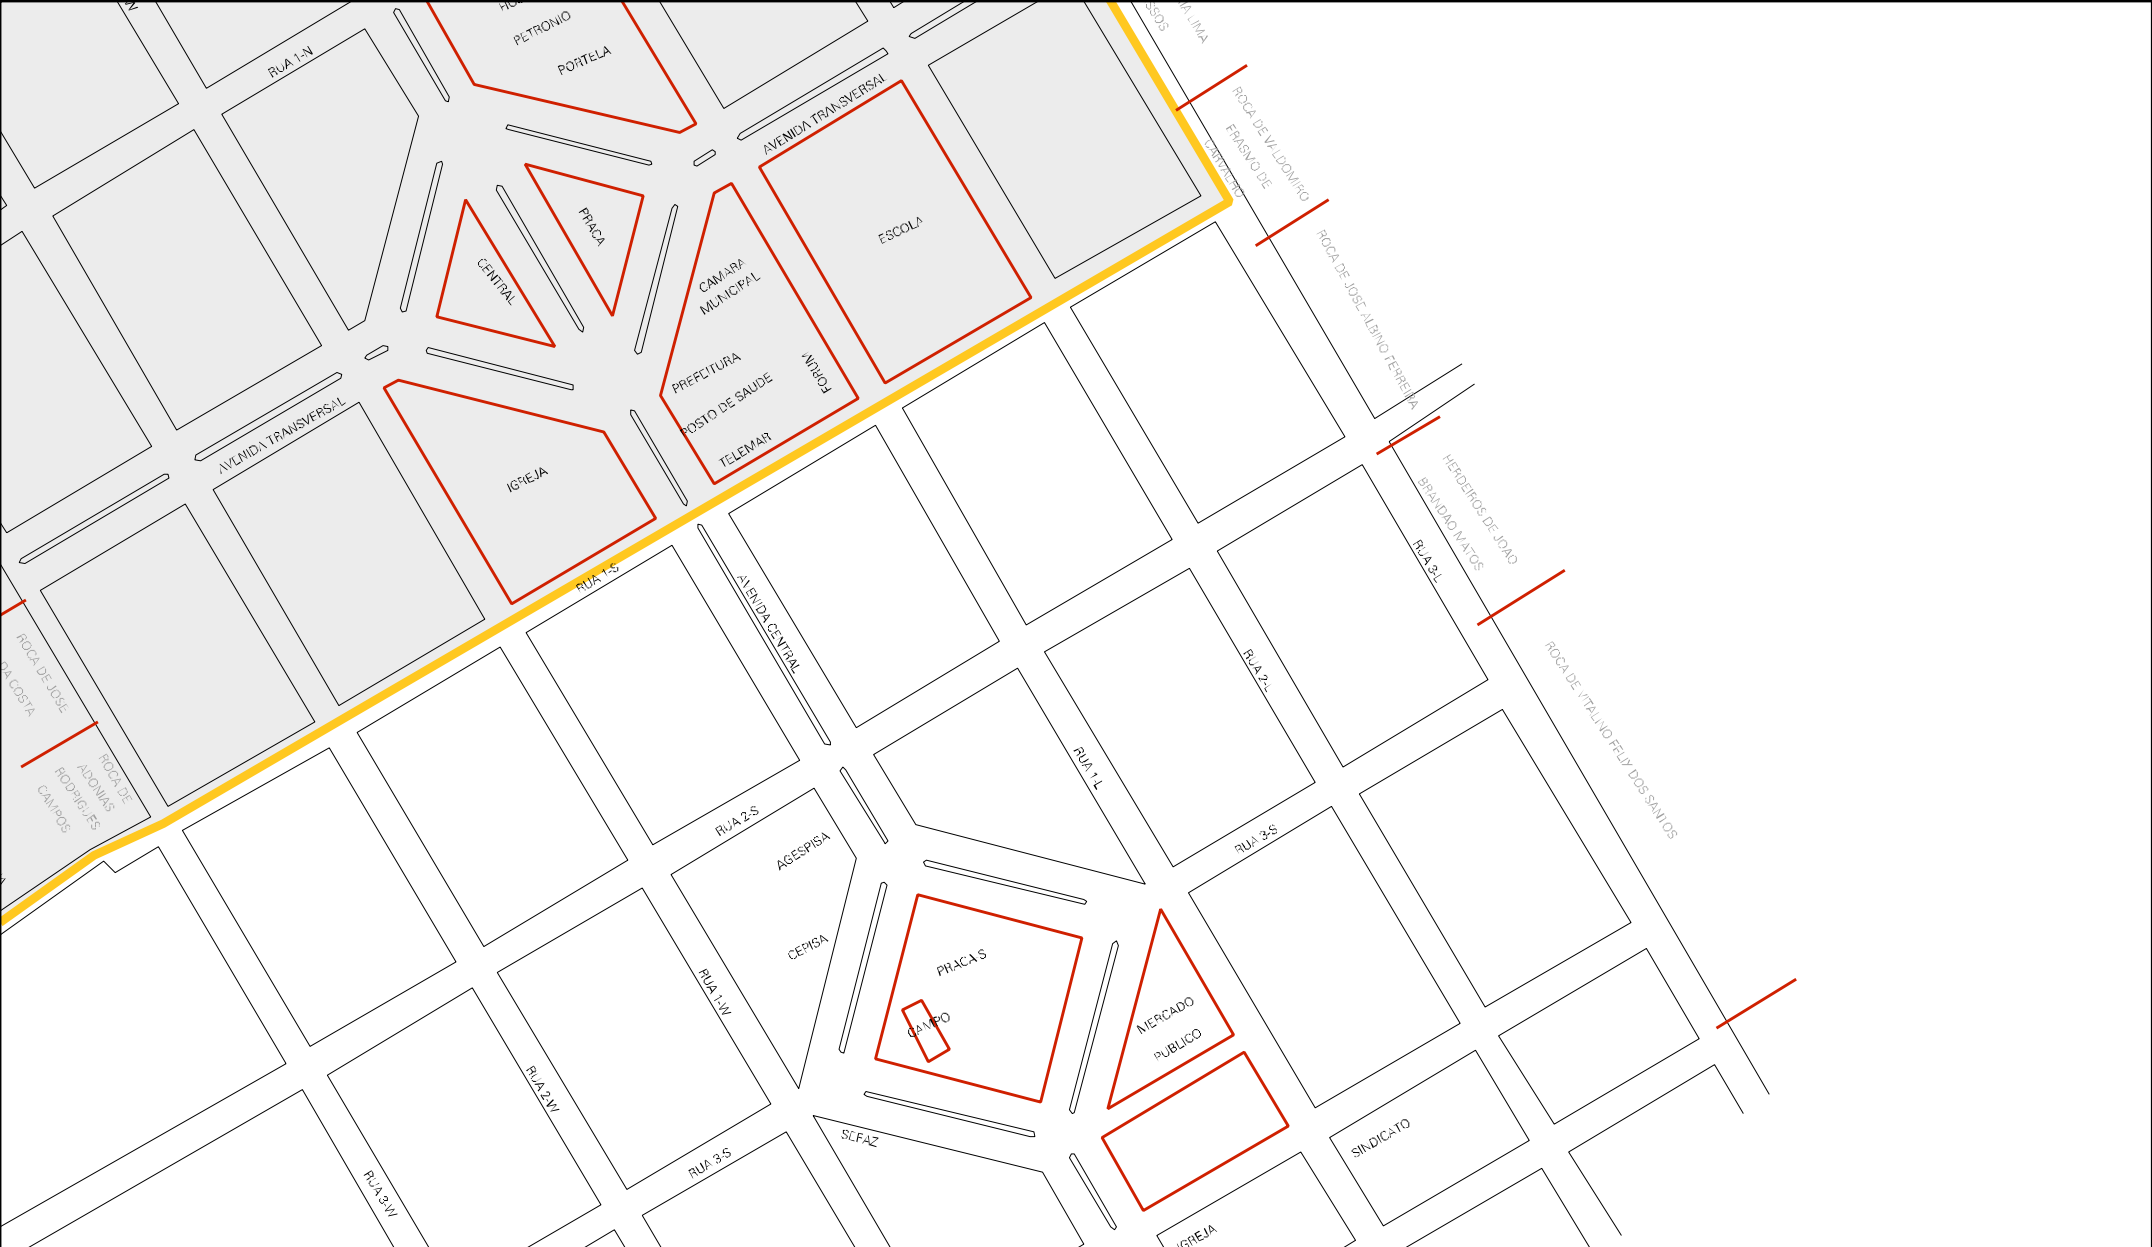 PETRONIO
PORTELA
RUA 1-N
AVENIDA TRANSVERSAL
ESCOLA
PRACA
CENTRAL
CAMARA
MUNICIPAL
PREFEITURA
POSTO DE SAUDE
FORUM
TELEMAR
AVENIDA TRANSVERSAL
IGREJA
RUA 1-S
AVENIDA CENTRAL
ROCA DE VALDOMIRO
ERASMO DE
CARVALHO
ROCA DE JOSE ALBINO FERREIRA
HERDEIROS DE JOAO
BRANDAO MATOS
RUA 3-L
RUA 2-L
RUA 1-L
ROCA DE VITALINO FELIX DOS SANTOS
ROCA DE JOSE
DA COSTA
ROCA DE
ADONIAS
RODRIGUES
CAMPOS
RUA 2-S
AGESPISA
CEPISA
RUA 3-S
PRACA S
CAMPO
MERCADO
PUBLICO
RUA 1-W
RUA 2-W
RUA 3-W
RUA 3-S
SEFAZ
SINDICATO
IGREJA